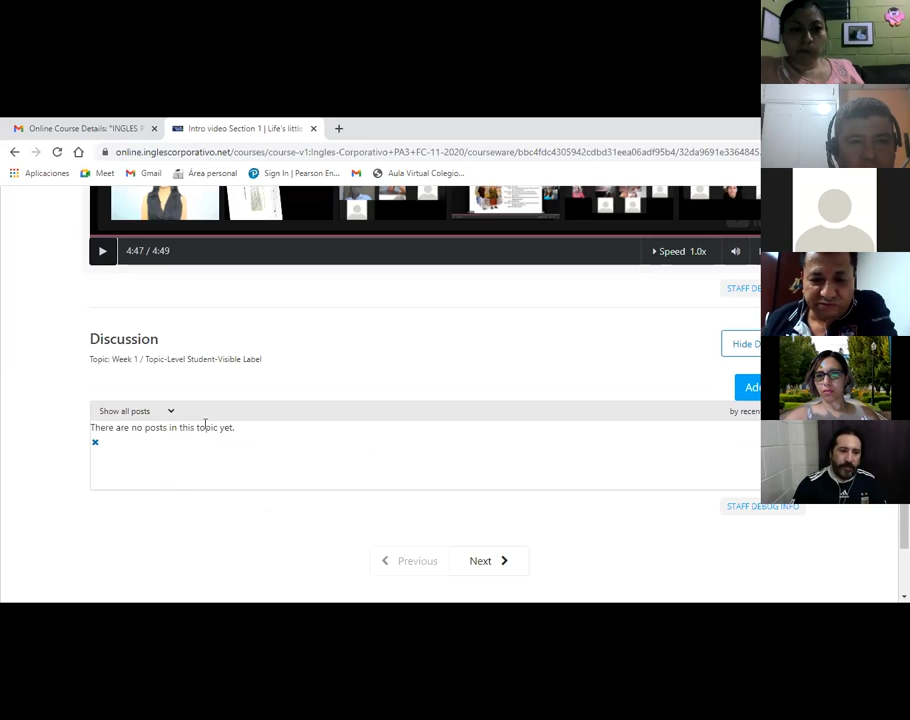 Online Course Details: "INGLES P
Intro video Section 1 | Life's little
online.inglescorporativo.net/courses/course-v1:Ingles-Corporativo+PA3+FC-11-2020/courseware/bbc4fdc4305942cdbd31eea06adf95b4/32da9691e3364845.
Aplicaciones
Meet
Gmail
Área personal
Sign In | Pearson En...
Aula Virtual Colegio...
4:47 / 4:49
Speed 1.0x
STAFF DE
Discussion
Hide D
Topic: Week 1 / Topic-Level Student-Visible Label
Ad
Show all posts
by recen
There are no posts in this topic yet.
STAFF DEBUG INFO
Previous
Next